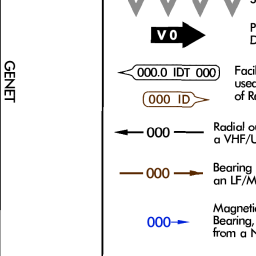 GENET
V 0
000.0 IDT 000
Facil
used
of Ra
000 ID
000
Radial ou
a VHF/U
000
Bearing
an LF/M
000
Magnetic
Bearing,
from a N